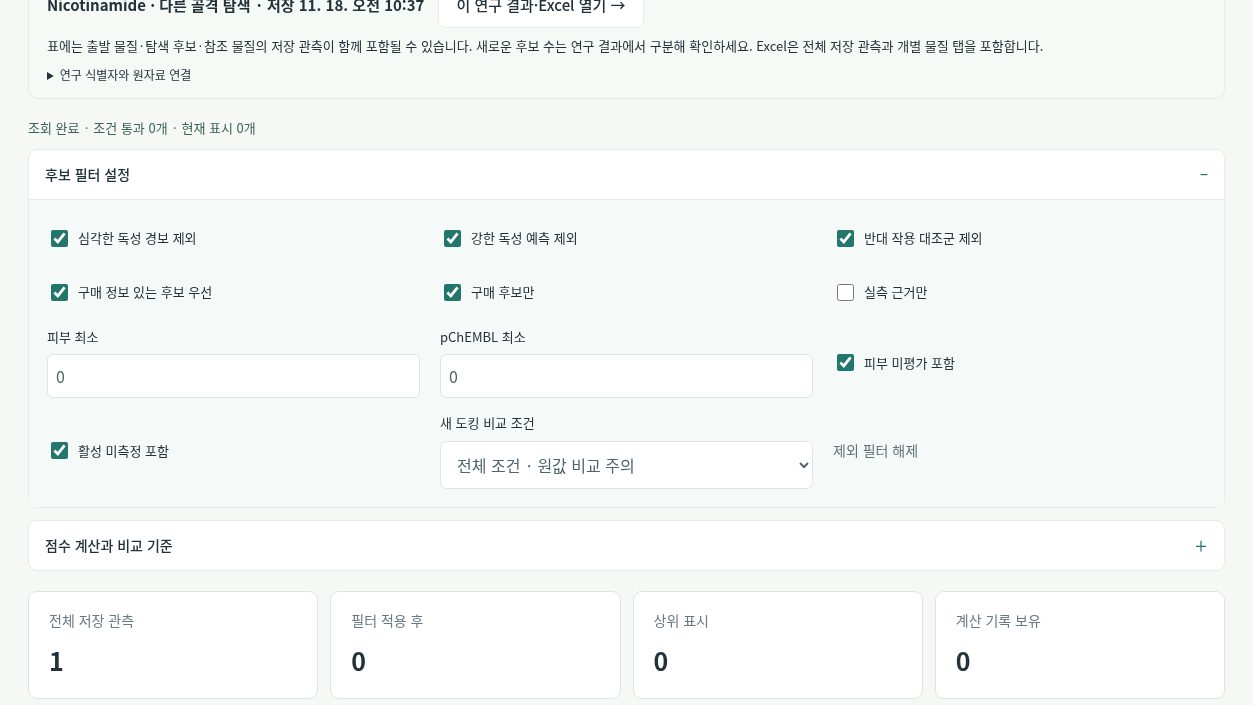 Nicotinamide · 다른 골격 탐색 · 저장 11. 18. 오전 10:37
이 연구 결과·Excel 열기 →
표에는 출발 물질·탐색 후보·참조 물질의 저장 관측이 함께 포함될 수 있습니다. 새로운 후보 수는 연구 결과에서 구분해 확인하세요. Excel은 전체 저장 관측과 개별 물질 탭을 포함합니다.
▶ 연구 식별자와 원자료 연결
조회 완료 · 조건 통과 0개 · 현재 표시 0개
후보 필터 설정 −
심각한 독성 경보 제외
강한 독성 예측 제외
반대 작용 대조군 제외
구매 정보 있는 후보 우선
구매 후보만
실측 근거만
피부 최소
0
pChEMBL 최소
0
피부 미평가 포함
활성 미측정 포함
새 도킹 비교 조건
전체 조건 · 원값 비교 주의
제외 필터 해제
점수 계산과 비교 기준 +
전체 저장 관측
1
필터 적용 후
0
상위 표시
0
계산 기록 보유
0